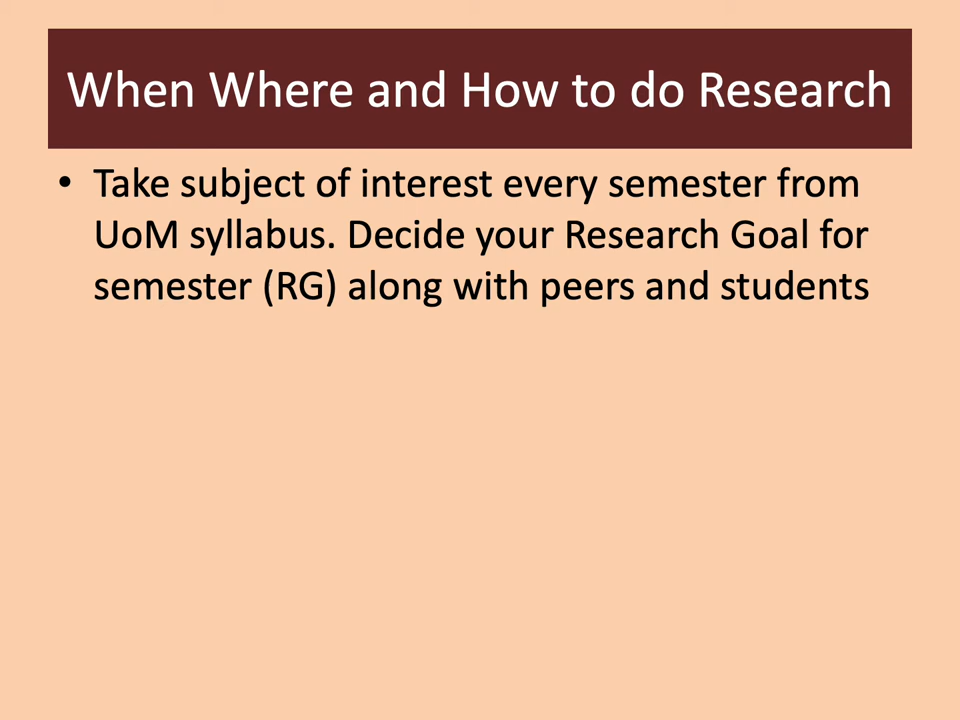 When Where and How to do Research
• Take subject of interest every semester from
UoM syllabus. Decide your Research Goal for
semester (RG) along with peers and students